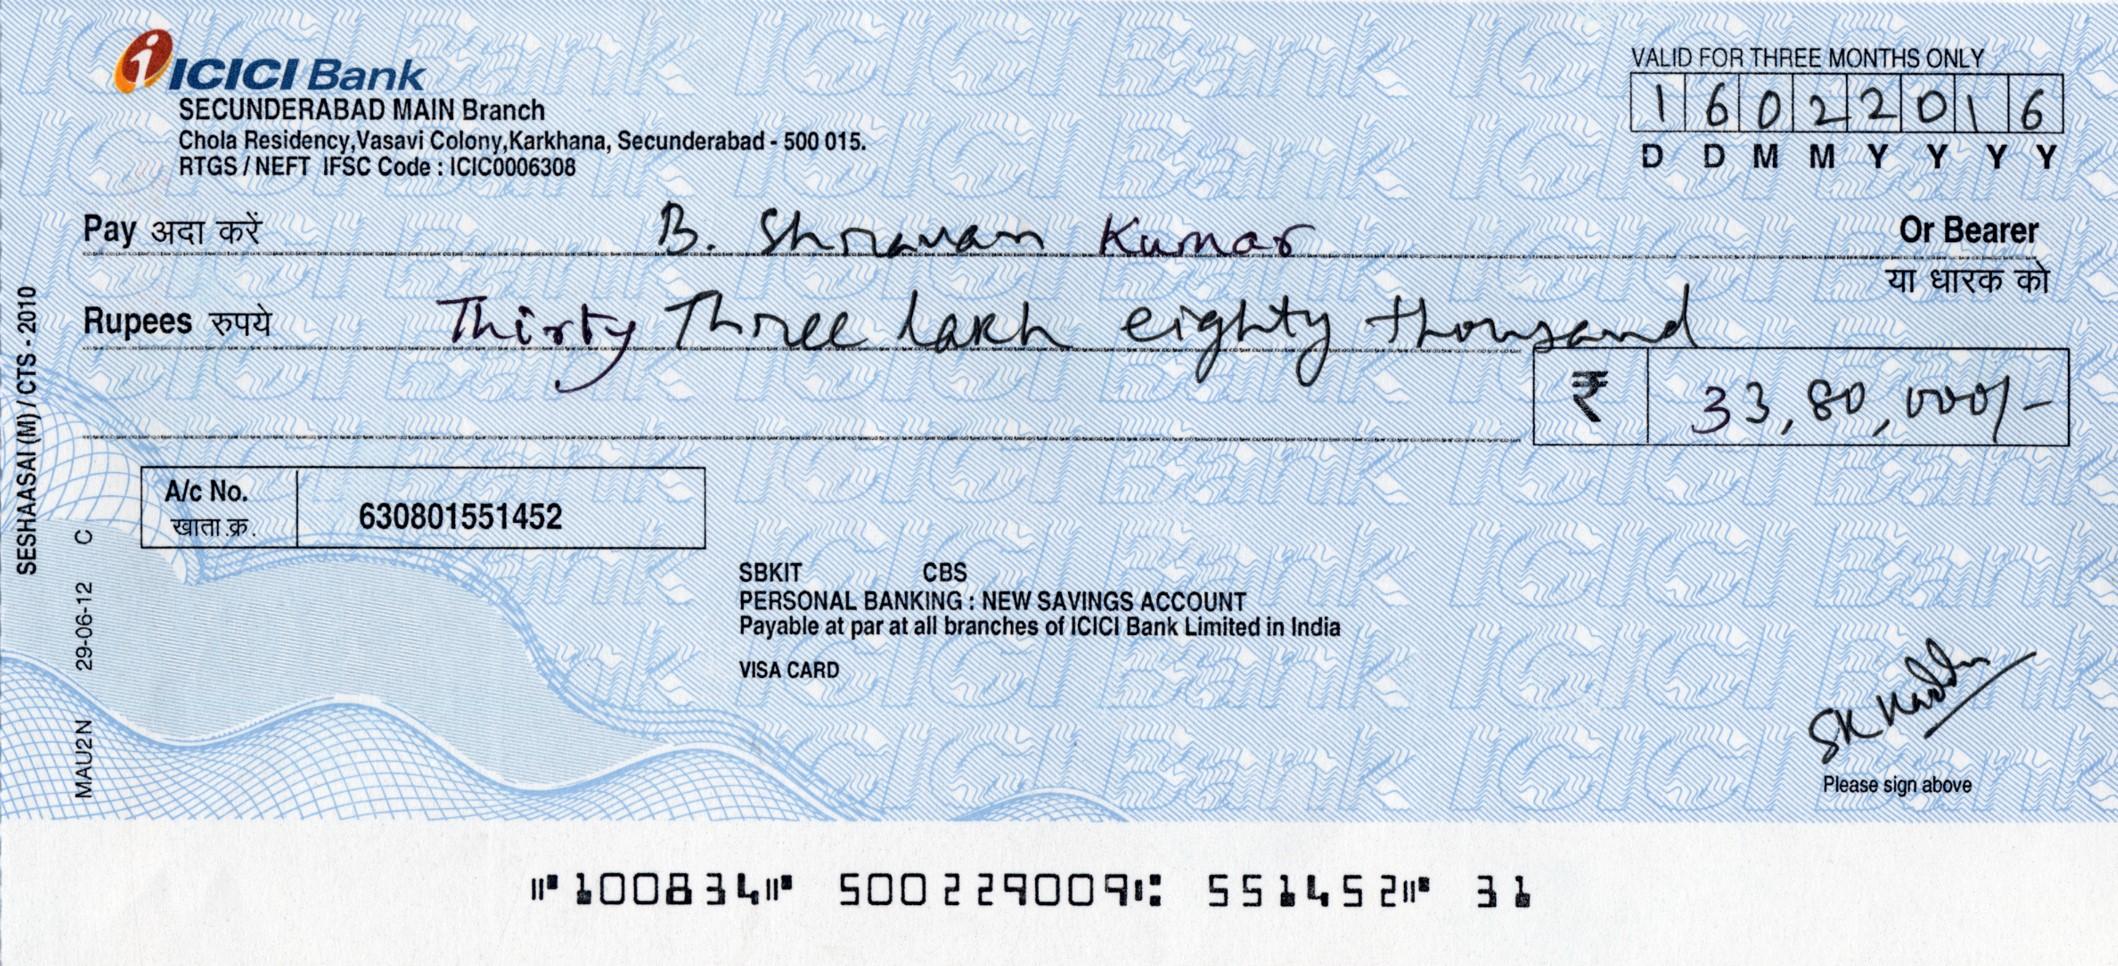 ICICI Bank
SECUNDERABAD MAIN Branch
Chola Residency,Vasavi Colony,Karkhana, Secunderabad - 500 015.
RTGS / NEFT IFSC Code : ICIC0006308
VALID FOR THREE MONTHS ONLY
1 6 0 2 2 0 1 6
D D M M Y Y Y Y
Pay अदा करें B. Shravan Kumar Or Bearer
या धारक को
Rupees रुपये Thirty Three lakh eighty thousand
₹ 33,80,000/-
A/c No. 630801551452
खाता.क्र.
SBKIT CBS
PERSONAL BANKING : NEW SAVINGS ACCOUNT
Payable at par at all branches of ICICI Bank Limited in India
VISA CARD
Please sign above
SESHAASAI (M) / CTS - 2010
MAU2N 29-06-12 C
⑈100834⑈ 500229009⑆ 551452⑈ 31